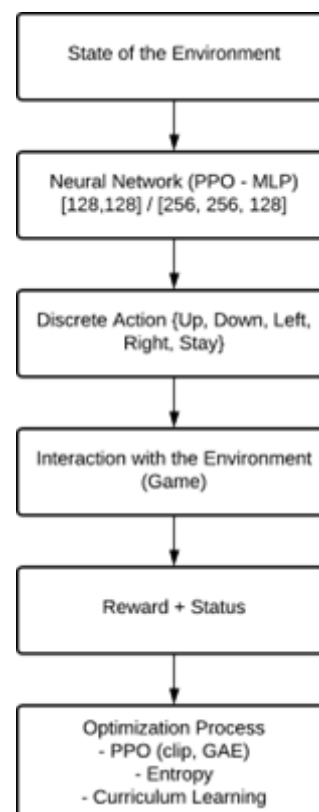 State of the Environment
Neural Network (PPO - MLP)
[128,128] / [256, 256, 128]
Discrete Action {Up, Down, Left,
Right, Stay}
Interaction with the Environment
(Game)
Reward + Status
Optimization Process
- PPO (clip, GAE)
- Entropy
- Curriculum Learning